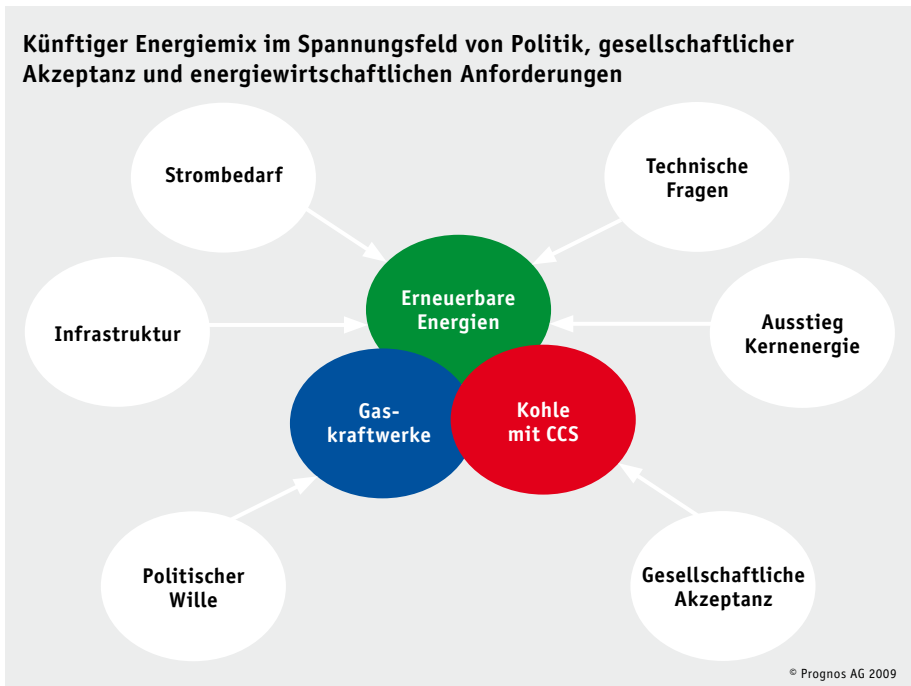 Künftiger Energiemix im Spannungsfeld von Politik, gesellschaftlicher
Akzeptanz und energiewirtschaftlichen Anforderungen
Strombedarf
Technische
Fragen
Erneuerbare
Energien
Infrastruktur
Ausstieg
Kernenergie
Gas-
kraftwerke
Kohle
mit CCS
Politischer
Wille
Gesellschaftliche
Akzeptanz
© Prognos AG 2009